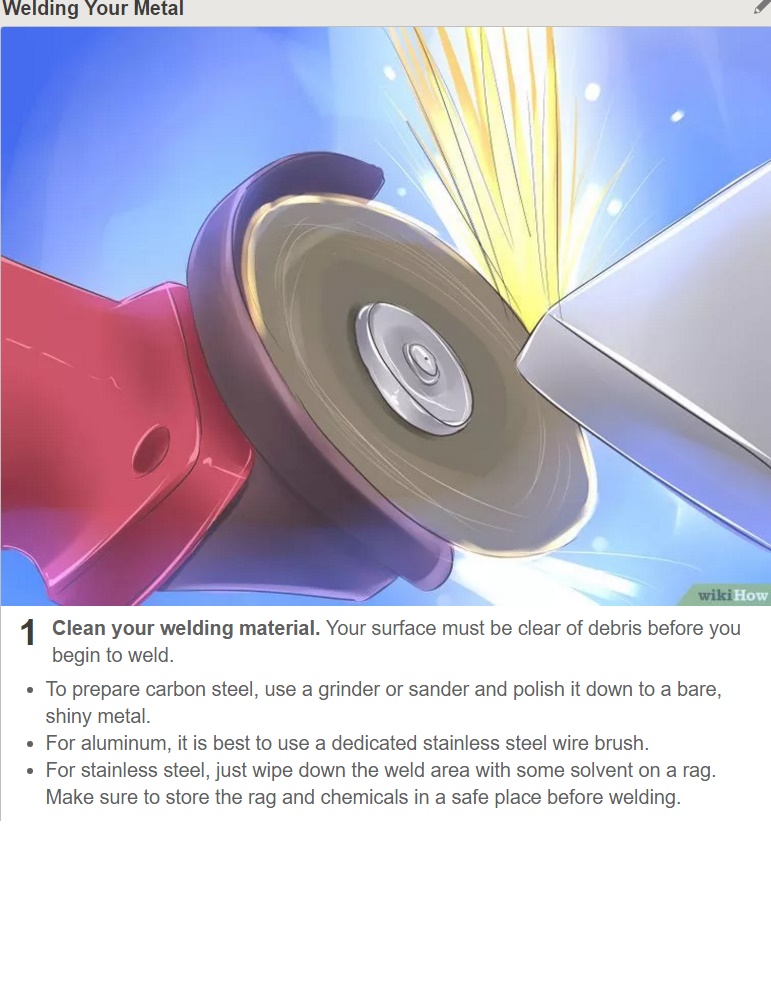 Welding Your Metal
wikiHow
1 Clean your welding material. Your surface must be clear of debris before you
begin to weld.
• To prepare carbon steel, use a grinder or sander and polish it down to a bare,
shiny metal.
• For aluminum, it is best to use a dedicated stainless steel wire brush.
• For stainless steel, just wipe down the weld area with some solvent on a rag.
Make sure to store the rag and chemicals in a safe place before welding.